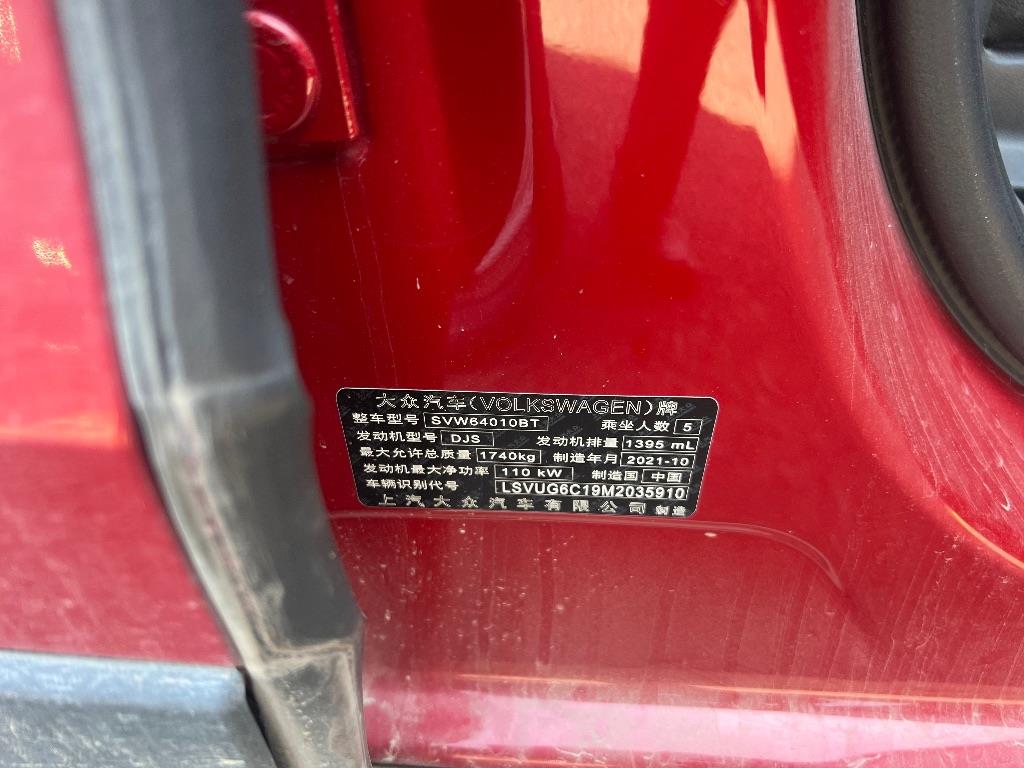 大众汽车(VOLKSWAGEN)牌
整车型号 SVW64010BT 乘坐人数 5
发动机型号 DJS 发动机排量 1395 mL
最大允许总质量 1740kg 制造年月 2021-10
发动机最大净功率 110 kW 制造国 中国
车辆识别代号 LSVUG6C19M2035910
上汽大众汽车有限公司 制造